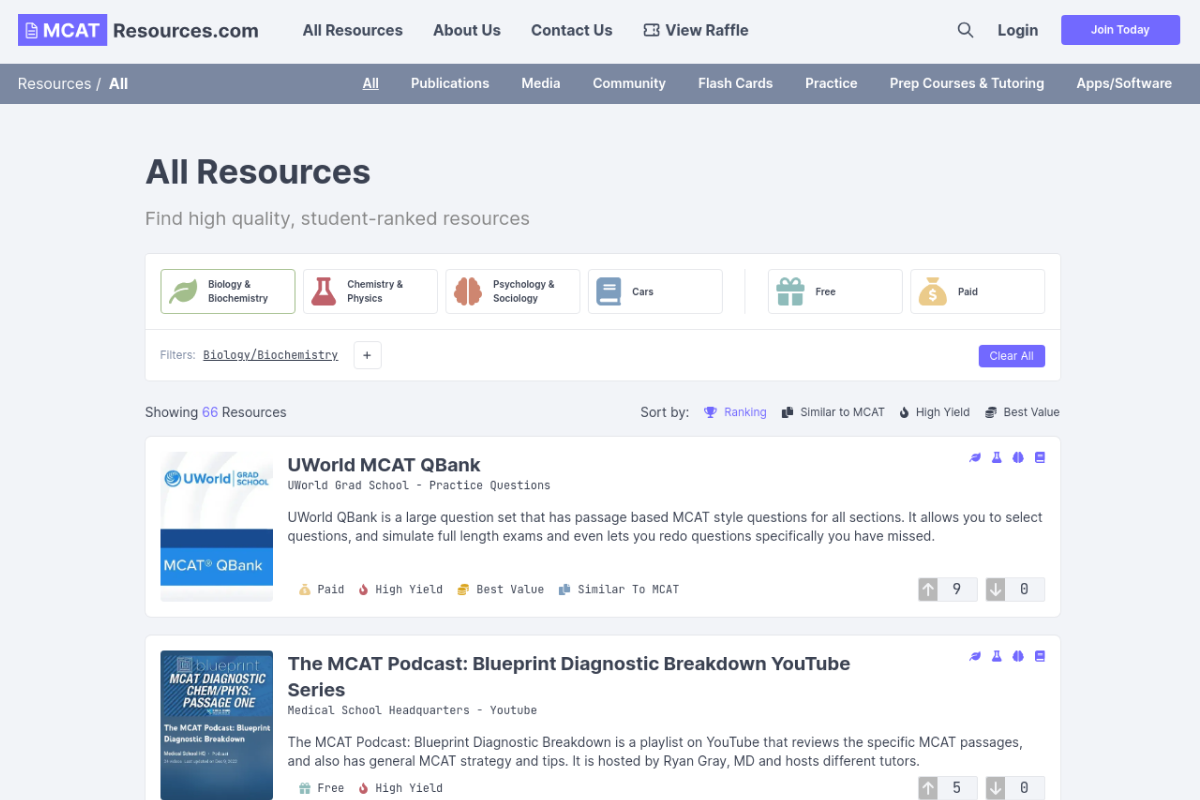 MCAT Resources.com All Resources About Us Contact Us View Raffle Login Join Today
Resources / All All Publications Media Community Flash Cards Practice Prep Courses & Tutoring Apps/Software
All Resources
Find high quality, student-ranked resources
Biology &
Biochemistry
Chemistry &
Physics
Psychology &
Sociology
Cars
Free
Paid
Filters: Biology/Biochemistry + Clear All
Showing 66 Resources Sort by: Ranking Similar to MCAT High Yield Best Value
UWorld GRAD
SCHOOL
MCAT® QBank
UWorld MCAT QBank
UWorld Grad School - Practice Questions
UWorld QBank is a large question set that has passage based MCAT style questions for all sections. It allows you to select
questions, and simulate full length exams and even lets you redo questions specifically you have missed.
Paid High Yield Best Value Similar To MCAT 9 0
blueprint
MCAT DIAGNOSTIC
CHEM/PHYS:
PASSAGE ONE
The MCAT Podcast: Blueprint
Diagnostic Breakdown
The MCAT Podcast: Blueprint Diagnostic Breakdown YouTube
Series
Medical School Headquarters - Youtube
The MCAT Podcast: Blueprint Diagnostic Breakdown is a playlist on YouTube that reviews the specific MCAT passages,
and also has general MCAT strategy and tips. It is hosted by Ryan Gray, MD and hosts different tutors.
Free High Yield 5 0